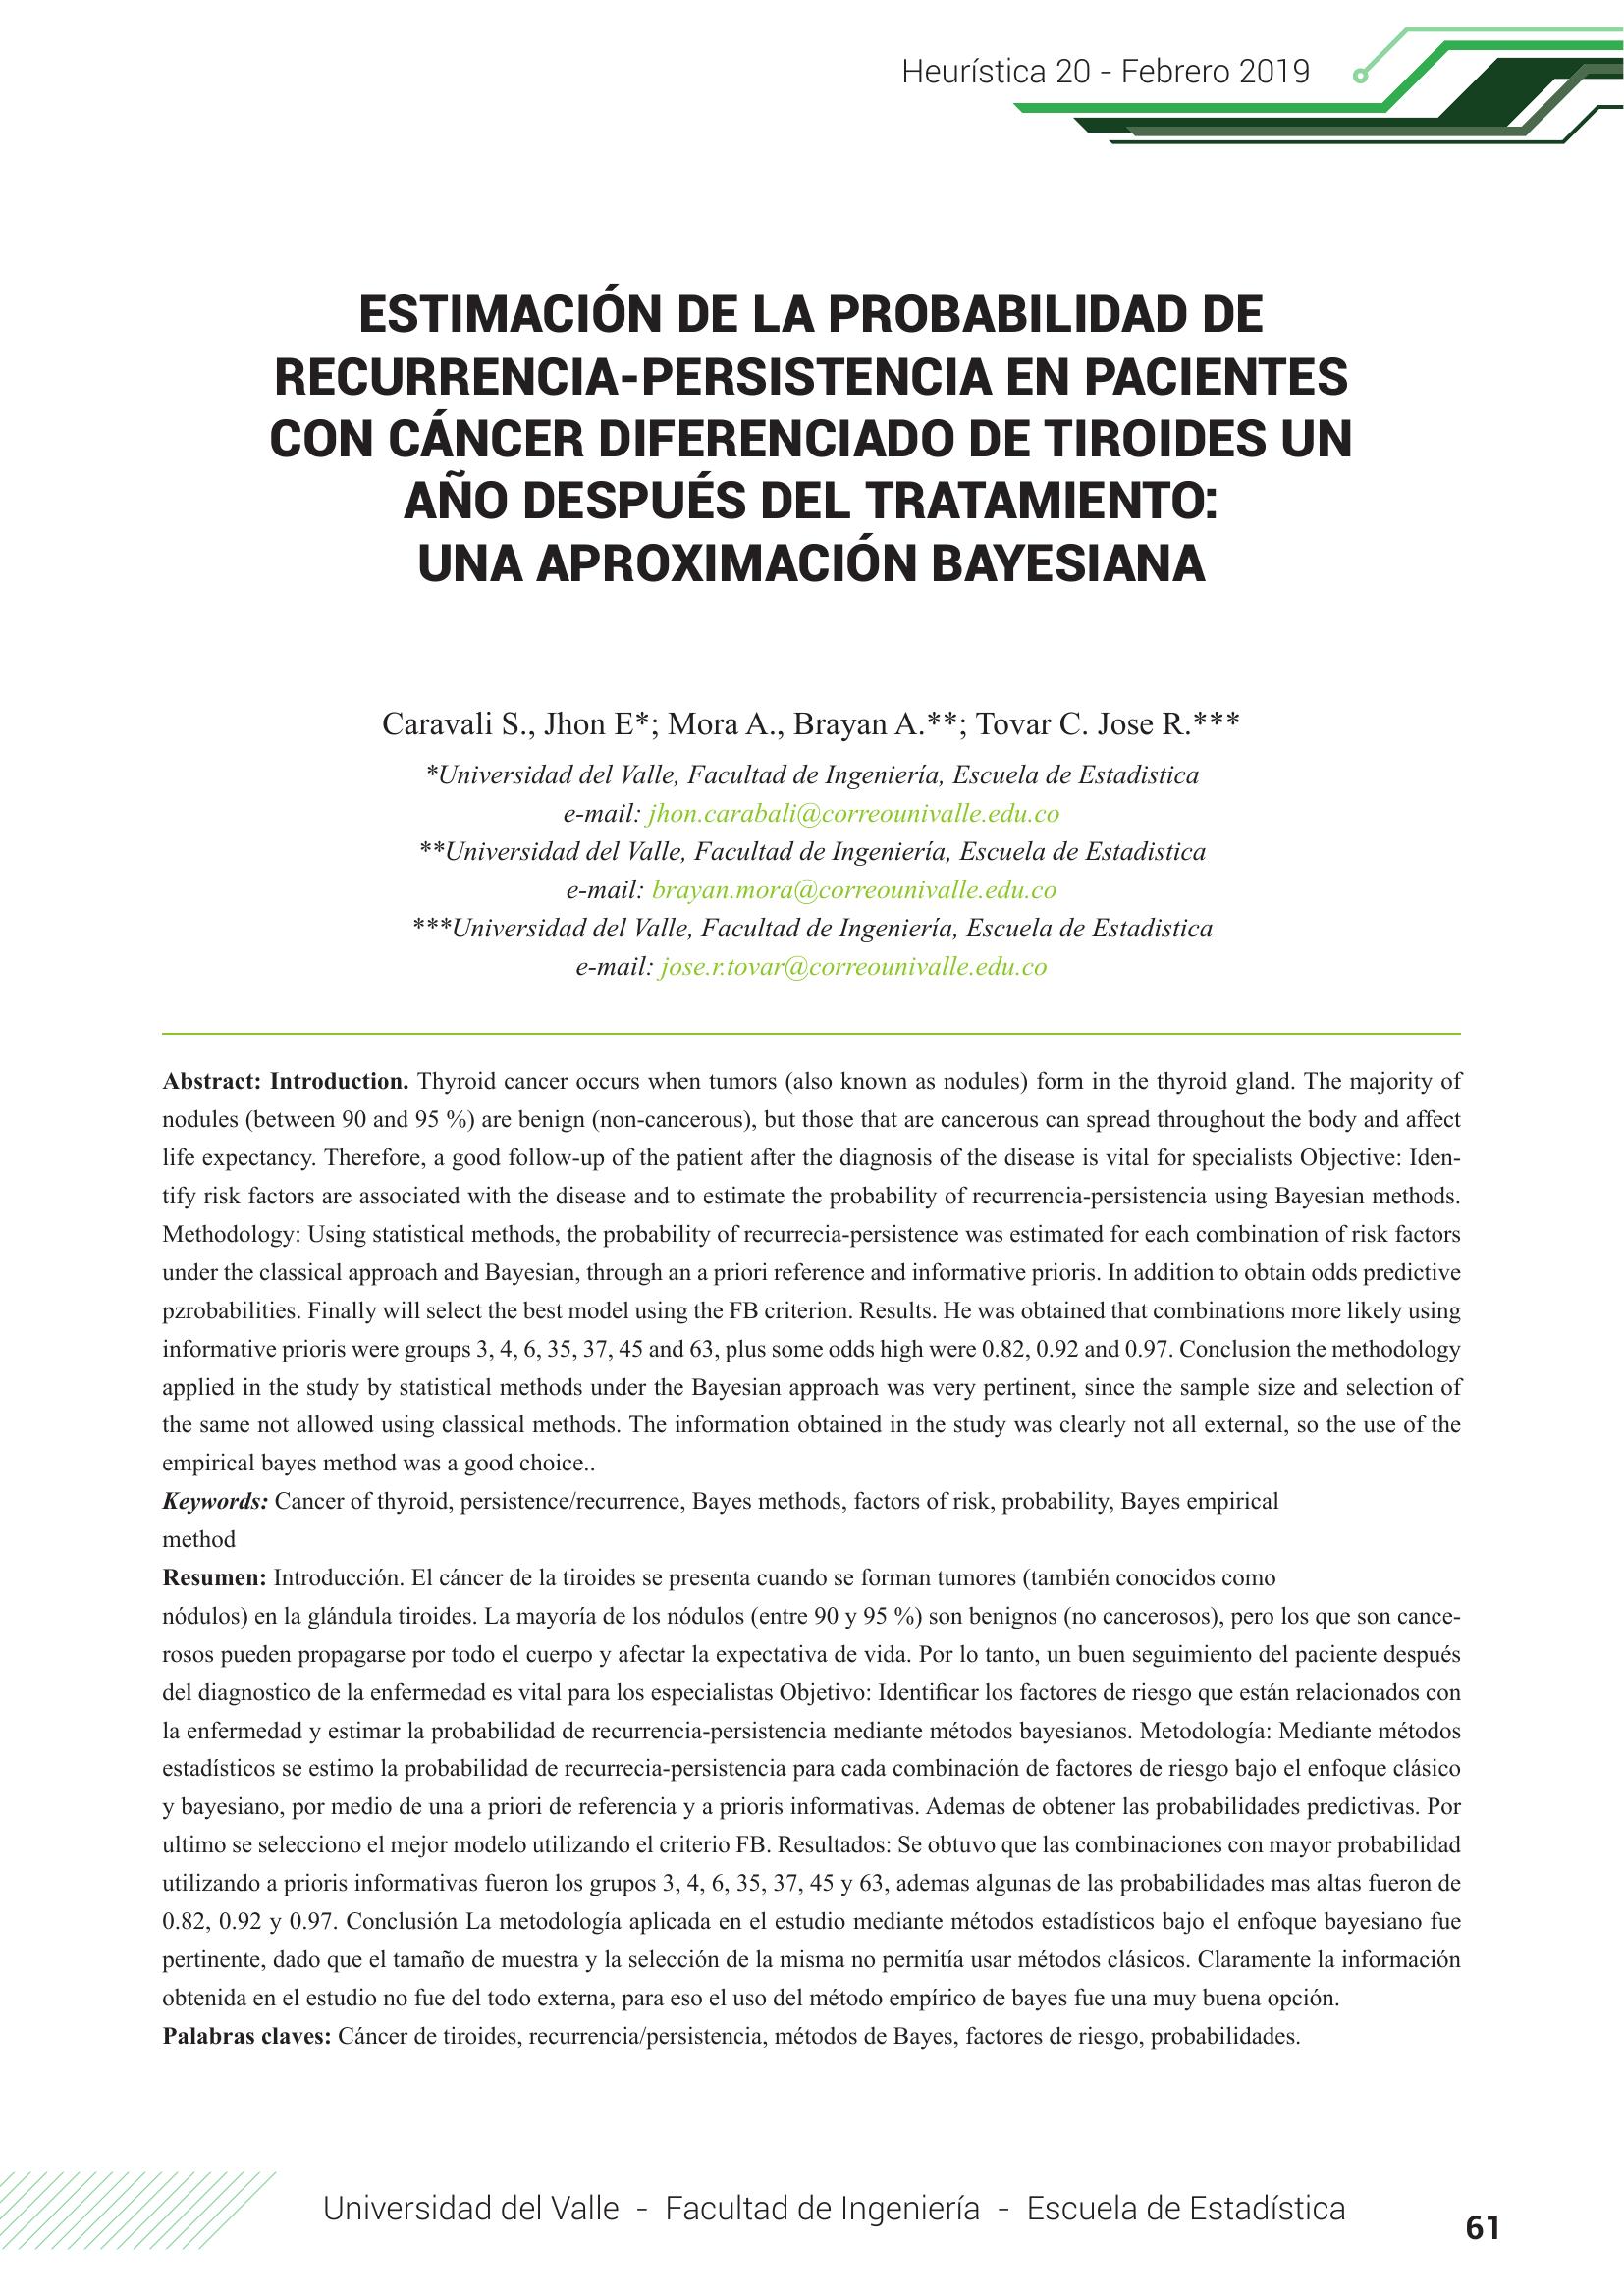 Heurística 20 - Febrero 2019
ESTIMACIÓN DE LA PROBABILIDAD DE
RECURRENCIA-PERSISTENCIA EN PACIENTES
CON CÁNCER DIFERENCIADO DE TIROIDES UN
AÑO DESPUÉS DEL TRATAMIENTO:
UNA APROXIMACIÓN BAYESIANA
Caravali S., Jhon E*; Mora A., Brayan A.**; Tovar C. Jose R.***
*Universidad del Valle, Facultad de Ingeniería, Escuela de Estadistica
e-mail: jhon.carabali@correounivalle.edu.co
**Universidad del Valle, Facultad de Ingeniería, Escuela de Estadistica
e-mail: brayan.mora@correounivalle.edu.co
***Universidad del Valle, Facultad de Ingeniería, Escuela de Estadistica
e-mail: jose.r.tovar@correounivalle.edu.co
Abstract: Introduction. Thyroid cancer occurs when tumors (also known as nodules) form in the thyroid gland. The majority of
nodules (between 90 and 95 %) are benign (non-cancerous), but those that are cancerous can spread throughout the body and affect
life expectancy. Therefore, a good follow-up of the patient after the diagnosis of the disease is vital for specialists Objective: Iden-
tify risk factors are associated with the disease and to estimate the probability of recurrencia-persistencia using Bayesian methods.
Methodology: Using statistical methods, the probability of recurrecia-persistence was estimated for each combination of risk factors
under the classical approach and Bayesian, through an a priori reference and informative prioris. In addition to obtain odds predictive
pzrobabilities. Finally will select the best model using the FB criterion. Results. He was obtained that combinations more likely using
informative prioris were groups 3, 4, 6, 35, 37, 45 and 63, plus some odds high were 0.82, 0.92 and 0.97. Conclusion the methodology
applied in the study by statistical methods under the Bayesian approach was very pertinent, since the sample size and selection of
the same not allowed using classical methods. The information obtained in the study was clearly not all external, so the use of the
empirical bayes method was a good choice..
Keywords: Cancer of thyroid, persistence/recurrence, Bayes methods, factors of risk, probability, Bayes empirical
method
Resumen: Introducción. El cáncer de la tiroides se presenta cuando se forman tumores (también conocidos como
nódulos) en la glándula tiroides. La mayoría de los nódulos (entre 90 y 95 %) son benignos (no cancerosos), pero los que son cance-
rosos pueden propagarse por todo el cuerpo y afectar la expectativa de vida. Por lo tanto, un buen seguimiento del paciente después
del diagnostico de la enfermedad es vital para los especialistas Objetivo: Identificar los factores de riesgo que están relacionados con
la enfermedad y estimar la probabilidad de recurrencia-persistencia mediante métodos bayesianos. Metodología: Mediante métodos
estadísticos se estimo la probabilidad de recurrecia-persistencia para cada combinación de factores de riesgo bajo el enfoque clásico
y bayesiano, por medio de una a priori de referencia y a prioris informativas. Ademas de obtener las probabilidades predictivas. Por
ultimo se selecciono el mejor modelo utilizando el criterio FB. Resultados: Se obtuvo que las combinaciones con mayor probabilidad
utilizando a prioris informativas fueron los grupos 3, 4, 6, 35, 37, 45 y 63, ademas algunas de las probabilidades mas altas fueron de
0.82, 0.92 y 0.97. Conclusión La metodología aplicada en el estudio mediante métodos estadísticos bajo el enfoque bayesiano fue
pertinente, dado que el tamaño de muestra y la selección de la misma no permitía usar métodos clásicos. Claramente la información
obtenida en el estudio no fue del todo externa, para eso el uso del método empírico de bayes fue una muy buena opción.
Palabras claves: Cáncer de tiroides, recurrencia/persistencia, métodos de Bayes, factores de riesgo, probabilidades.
Universidad del Valle - Facultad de Ingeniería - Escuela de Estadística
61